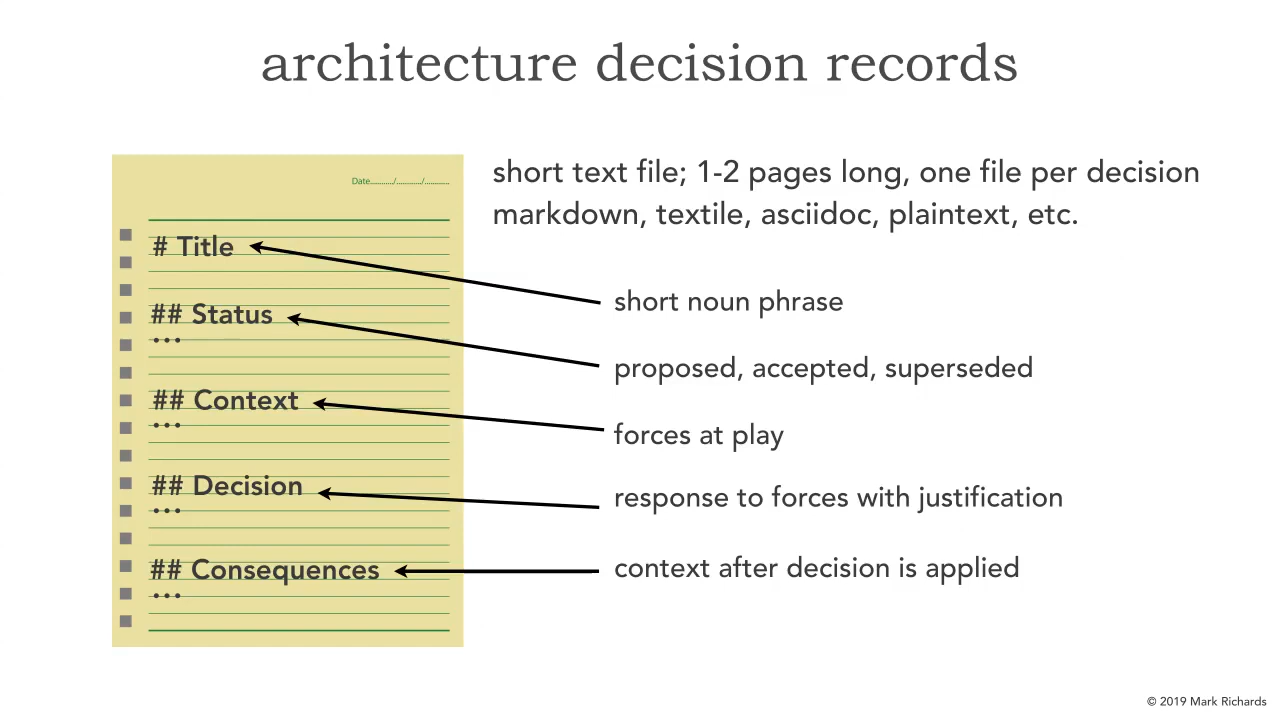 architecture decision records
Date.........../.........../...........
short text file; 1-2 pages long, one file per decision
markdown, textile, asciidoc, plaintext, etc.
# Title
short noun phrase
## Status
...
proposed, accepted, superseded
## Context
...
forces at play
## Decision
...
response to forces with justification
## Consequences
...
context after decision is applied
© 2019 Mark Richards